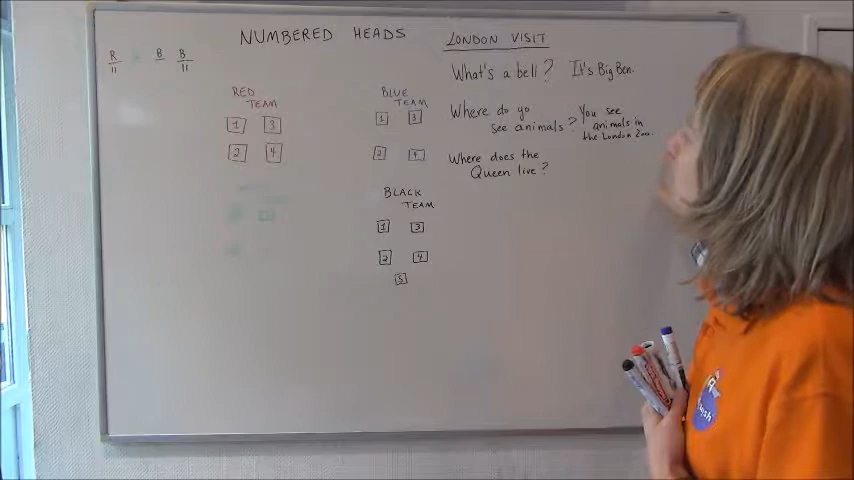 NUMBERED HEADS
LONDON VISIT
R B B
What's a bell? It's Big Ben.
RED
TEAM
1 3
2 4
BLUE
TEAM
1 3
2 4
Where do you go
see animals?
You see
animals in
the London Zoo.
Where does the
Queen live?
BLACK
TEAM
1 3
2 4
5